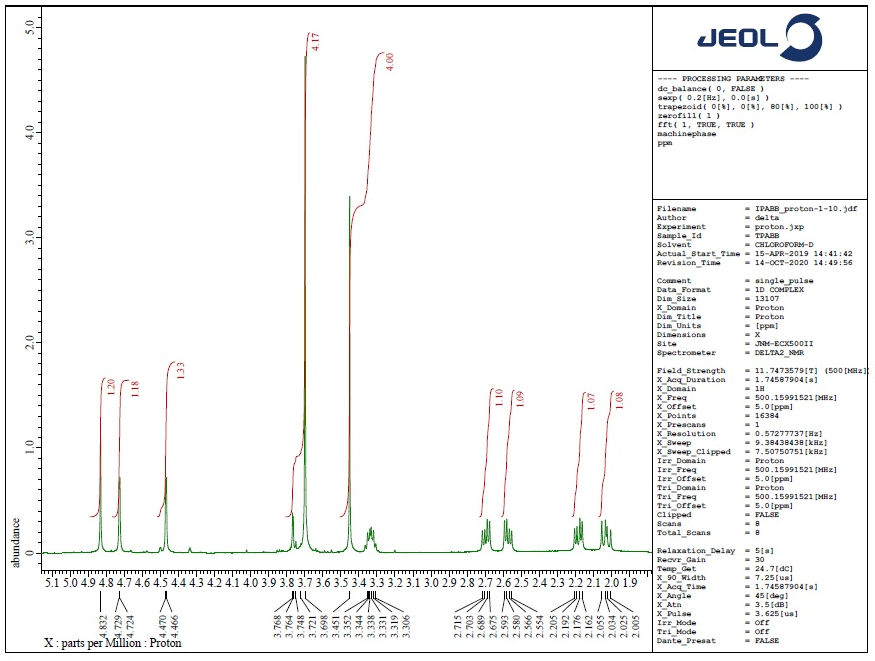 JEOL
---- PROCESSING PARAMETERS ----
dc_balance( 0, FALSE )
sexp( 0.2[Hz], 0.0[s] )
trapezoid( 0[%], 0[%], 80[%], 100[%] )
zerofill( 1 )
fft( 1, TRUE, TRUE )
machinephase
ppm
Filename = IPABB_proton-1-10.jdf
Author = delta
Experiment = proton.jxp
Sample_Id = TPABB
Solvent = CHLOROFORM-D
Actual_Start_Time = 15-APR-2019 14:41:42
Revision_Time = 14-OCT-2020 14:49:56
Comment = single_pulse
Data_Format = 1D COMPLEX
Dim_Size = 13107
X_Domain = Proton
Dim_Title = Proton
Dim_Units = [ppm]
Dimensions = X
Site = JNM-ECX500II
Spectrometer = DELTA2_NMR
Field_Strength = 11.7473579[T] (500[MHz]
X_Acq_Duration = 1.74587904[s]
X_Domain = 1H
X_Freq = 500.15991521[MHz]
X_Offset = 5.0[ppm]
X_Points = 16384
X_Prescans = 1
X_Resolution = 0.57277737[Hz]
X_Sweep = 9.38438438[kHz]
X_Sweep_Clipped = 7.50750751[kHz]
Irr_Domain = Proton
Irr_Freq = 500.15991521[MHz]
Irr_Offset = 5.0[ppm]
Tri_Domain = Proton
Tri_Freq = 500.15991521[MHz]
Tri_Offset = 5.0[ppm]
Clipped = FALSE
Scans = 8
Total_Scans = 8
Relaxation_Delay = 5[s]
Recvr_Gain = 30
Temp_Get = 24.7[dC]
X_90_Width = 7.25[us]
X_Acq_Time = 1.74587904[s]
X_Angle = 45[deg]
X_Atn = 3.5[dB]
X_Pulse = 3.625[us]
Irr_Mode = Off
Tri_Mode = Off
Dante_Presat = FALSE
abundance
5.0
4.0
3.0
2.0
1.0
0
1.20
1.18
1.33
4.17
4.00
1.10
1.09
1.07
1.08
5.1 5.0 4.9 4.8 4.7 4.6 4.5 4.4 4.3 4.2 4.1 4.0 3.9 3.8 3.7 3.6 3.5 3.4 3.3 3.2 3.1 3.0 2.9 2.8 2.7 2.6 2.5 2.4 2.3 2.2 2.1 2.0 1.9
4.832
4.729
4.724
4.470
4.466
3.768
3.764
3.748
3.721
3.698
3.451
3.352
3.344
3.338
3.331
3.319
3.306
2.715
2.703
2.689
2.675
2.593
2.580
2.566
2.554
2.205
2.192
2.176
2.162
2.055
2.034
2.025
2.005
X : parts per Million : Proton